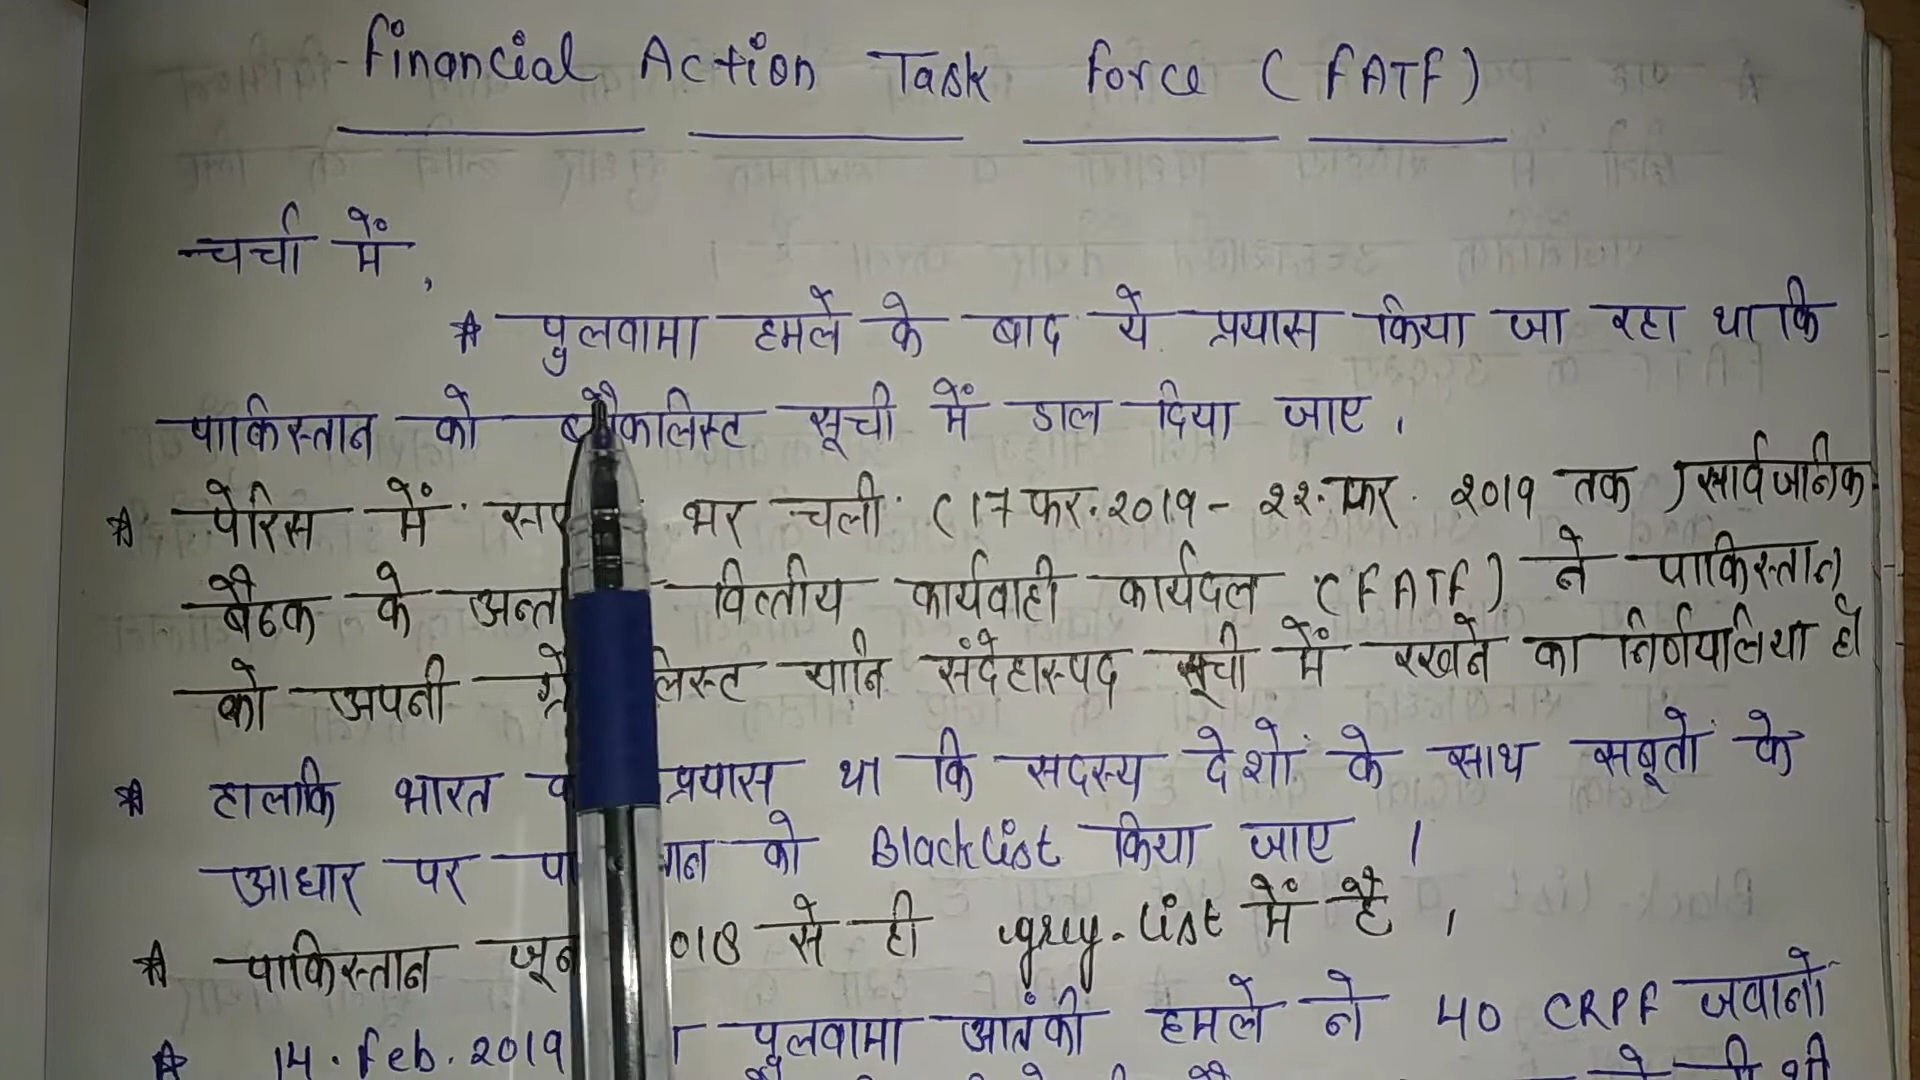 Financial Action Task Force (FATF)
चर्चा में,
* पुलवामा हमले के बाद ये प्रयास किया जा रहा था कि
पाकिस्तान को ब्लैकलिस्ट सूची में डाल दिया जाए।
* पेरिस में भर चली (17 फर. 2019 - 22 फर. 2019 तक) सार्वजनिक
बैठक के वित्तीय कार्यवाही कार्यदल (FATF) ने पाकिस्तान
को अपनी यानि संदेहास्पद सूची में रखने का निर्णय लिया है
* हालकि भारत प्रयास था कि सदस्य देशों के साथ सबूतो के
आधार पर को Blacklist किया जाए ।
* पाकिस्तान जून से ही grey-list में है ।
* 14. feb. 2019 पुलवामा आतंकी हमले ने 40 CRPF जवानो